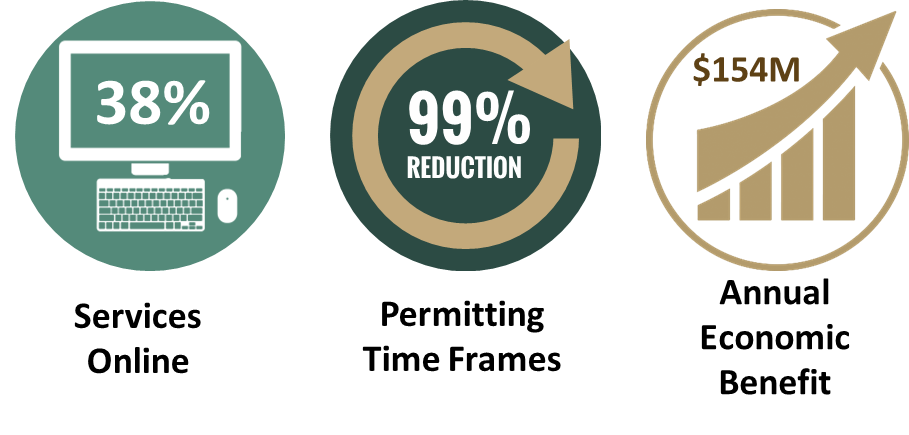 38%
Services
Online
99%
REDUCTION
Permitting
Time Frames
$154M
Annual
Economic
Benefit